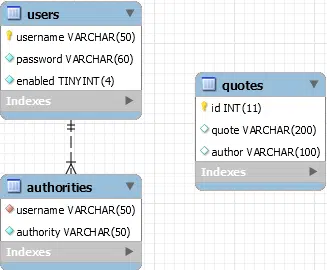 users
username VARCHAR(50)
password VARCHAR(60)
enabled TINYINT(4)
Indexes
quotes
id INT(11)
quote VARCHAR(200)
author VARCHAR(100)
Indexes
authorities
username VARCHAR(50)
authority VARCHAR(50)
Indexes